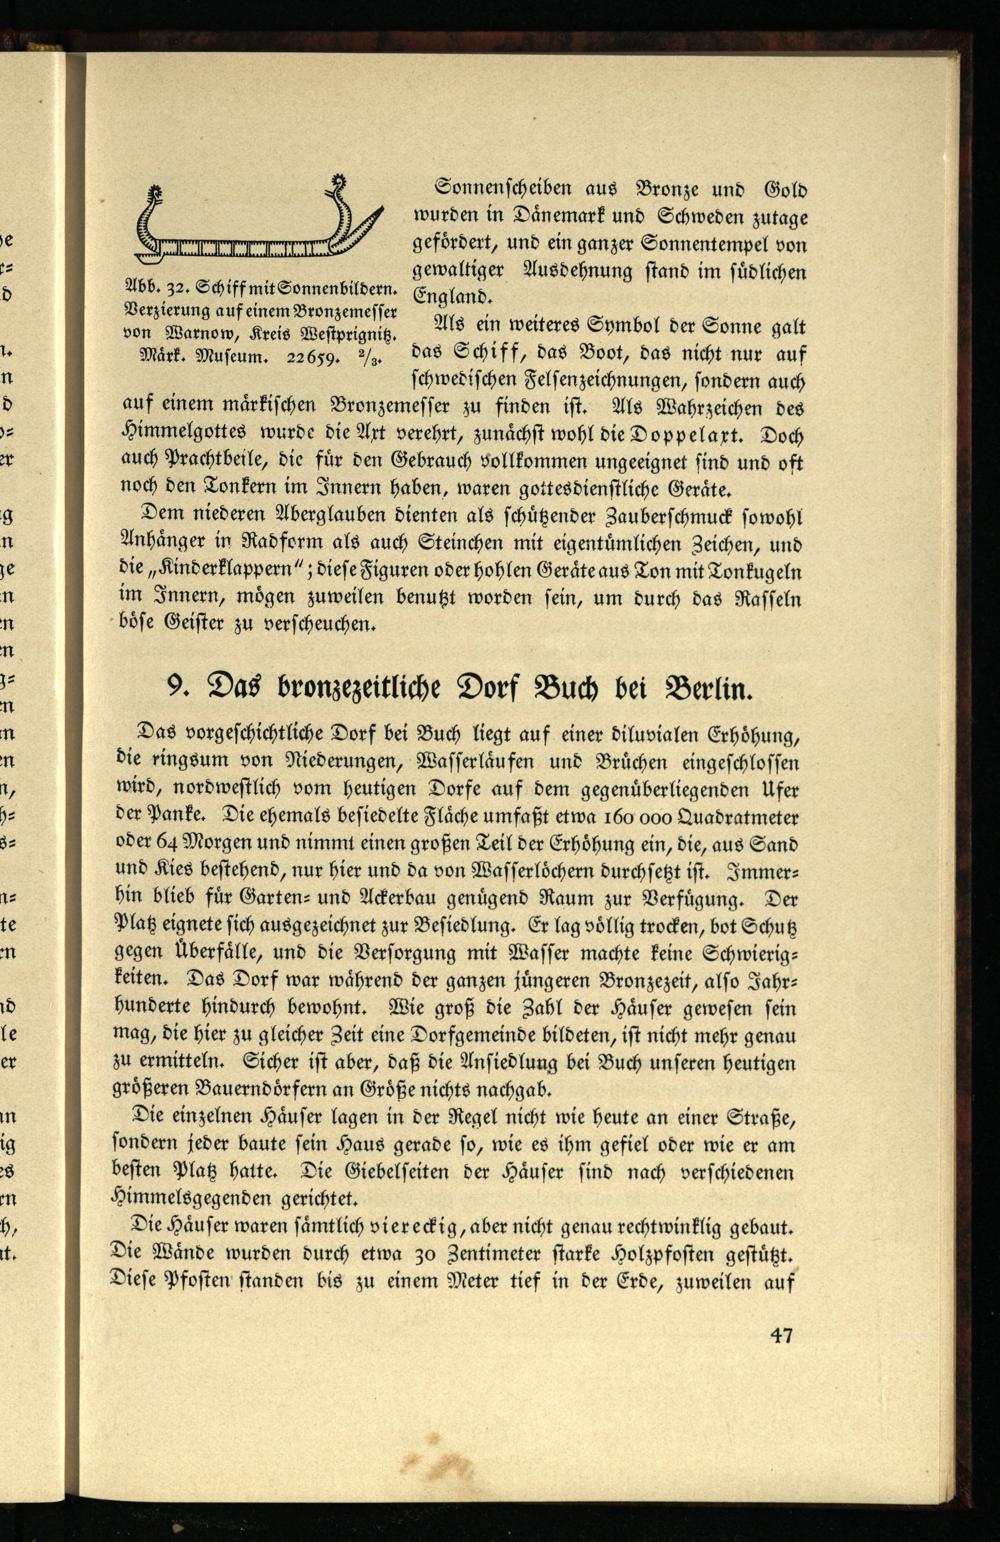 Abb. 32. Schiff mit Sonnenbildern.
Verzierung auf einem Bronzemesser
von Warnow, Kreis Westprignitz.
Märk. Museum. 22659. ²/₃.
Sonnenscheiben aus Bronze und Gold
wurden in Dänemark und Schweden zutage
gefördert, und ein ganzer Sonnentempel von
gewaltiger Ausdehnung stand im südlichen
England.
Als ein weiteres Symbol der Sonne galt
das Schiff, das Boot, das nicht nur auf
schwedischen Felsenzeichnungen, sondern auch
auf einem märkischen Bronzemesser zu finden ist. Als Wahrzeichen des
Himmelgottes wurde die Axt verehrt, zunächst wohl die Doppelaxt. Doch
auch Prachtbeile, die für den Gebrauch vollkommen ungeeignet sind und oft
noch den Tonkern im Innern haben, waren gottesdienstliche Geräte.
Dem niederen Aberglauben dienten als schützender Zauberschmuck sowohl
Anhänger in Radform als auch Steinchen mit eigentümlichen Zeichen, und
die „Kinderklappern“; diese Figuren oder hohlen Geräte aus Ton mit Tonkugeln
im Innern, mögen zuweilen benutzt worden sein, um durch das Rasseln
böse Geister zu verscheuchen.
9. Das bronzezeitliche Dorf Buch bei Berlin.
Das vorgeschichtliche Dorf bei Buch liegt auf einer diluvialen Erhöhung,
die ringsum von Niederungen, Wasserläufen und Brüchen eingeschlossen
wird, nordwestlich vom heutigen Dorfe auf dem gegenüberliegenden Ufer
der Panke. Die ehemals besiedelte Fläche umfaßt etwa 160 000 Quadratmeter
oder 64 Morgen und nimmt einen großen Teil der Erhöhung ein, die, aus Sand
und Kies bestehend, nur hier und da von Wasserlöchern durchsetzt ist. Immer-
hin blieb für Garten- und Ackerbau genügend Raum zur Verfügung. Der
Platz eignete sich ausgezeichnet zur Besiedlung. Er lag völlig trocken, bot Schutz
gegen Überfälle, und die Versorgung mit Wasser machte keine Schwierig-
keiten. Das Dorf war während der ganzen jüngeren Bronzezeit, also Jahr-
hunderte hindurch bewohnt. Wie groß die Zahl der Häuser gewesen sein
mag, die hier zu gleicher Zeit eine Dorfgemeinde bildeten, ist nicht mehr genau
zu ermitteln. Sicher ist aber, daß die Ansiedlung bei Buch unseren heutigen
größeren Bauerndörfern an Größe nichts nachgab.
Die einzelnen Häuser lagen in der Regel nicht wie heute an einer Straße,
sondern jeder baute sein Haus gerade so, wie es ihm gefiel oder wie er am
besten Platz hatte. Die Giebelseiten der Häuser sind nach verschiedenen
Himmelsgegenden gerichtet.
Die Häuser waren sämtlich viereckig, aber nicht genau rechtwinklig gebaut.
Die Wände wurden durch etwa 30 Zentimeter starke Holzpfosten gestützt.
Diese Pfosten standen bis zu einem Meter tief in der Erde, zuweilen auf
47